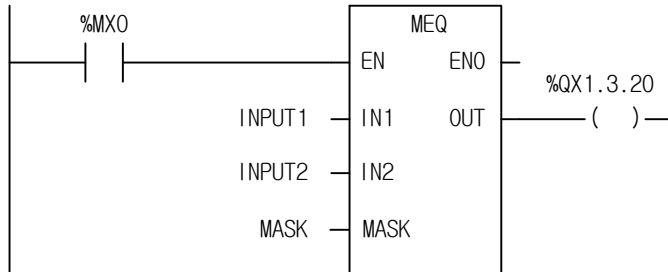 %MX0
MEQ
EN ENO
%QX1.3.20
INPUT1 IN1 OUT ( )
INPUT2 IN2
MASK MASK